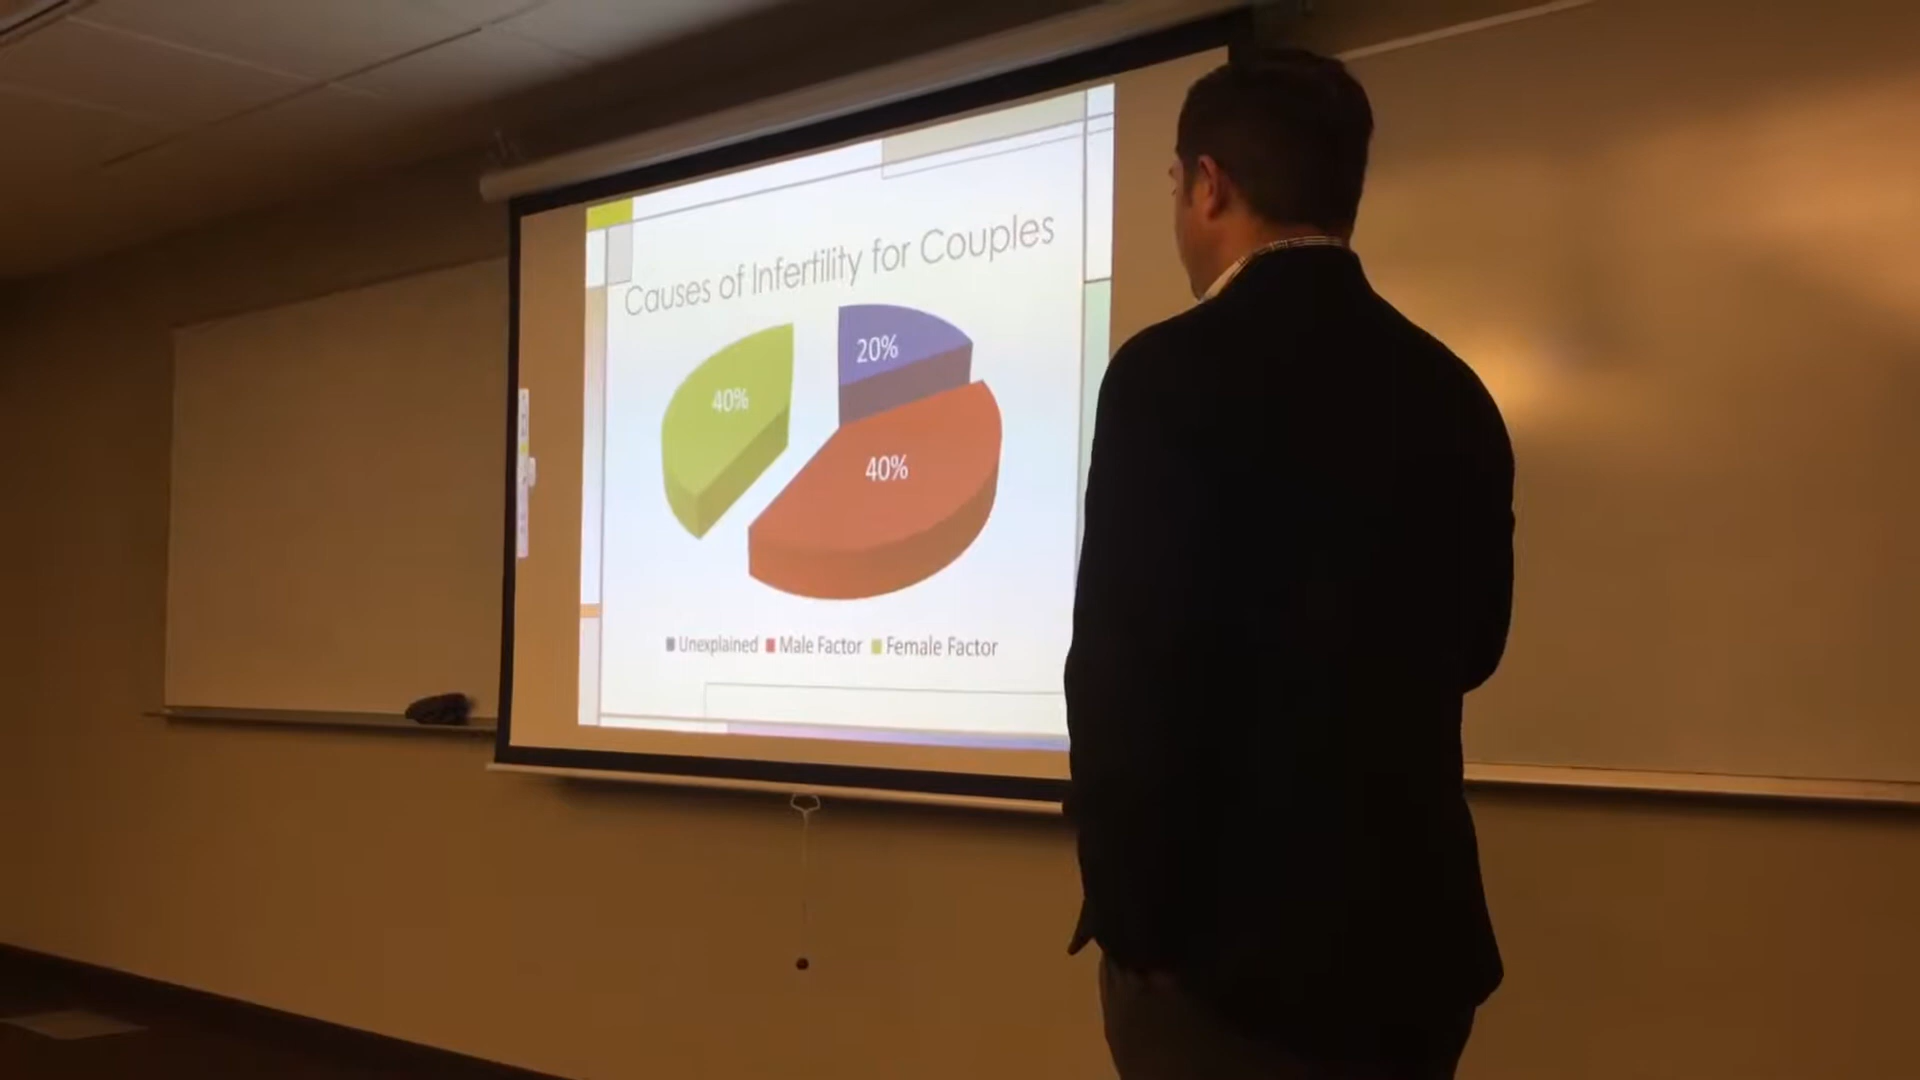 Causes of Infertility for Couples
20%
40%
40%
Unexplained Male Factor Female Factor